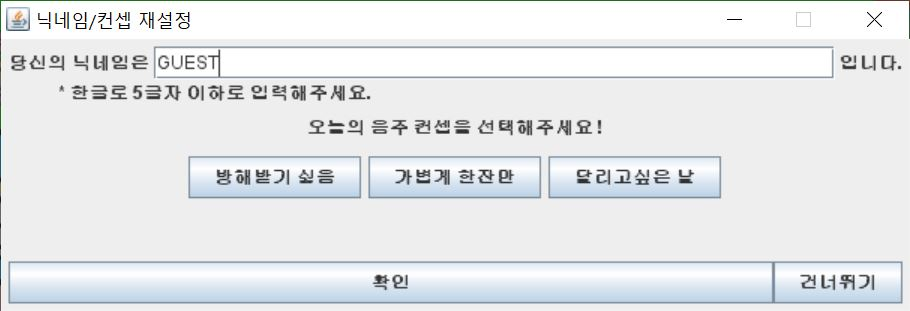 닉네임/컨셉 재설정
당신의 닉네임은 GUEST 입니다.
* 한글로 5글자 이하로 입력해주세요.
오늘의 음주 컨셉을 선택해주세요!
방해받기 싫음 가볍게 한잔만 달리고싶은 날
확인 건너뛰기